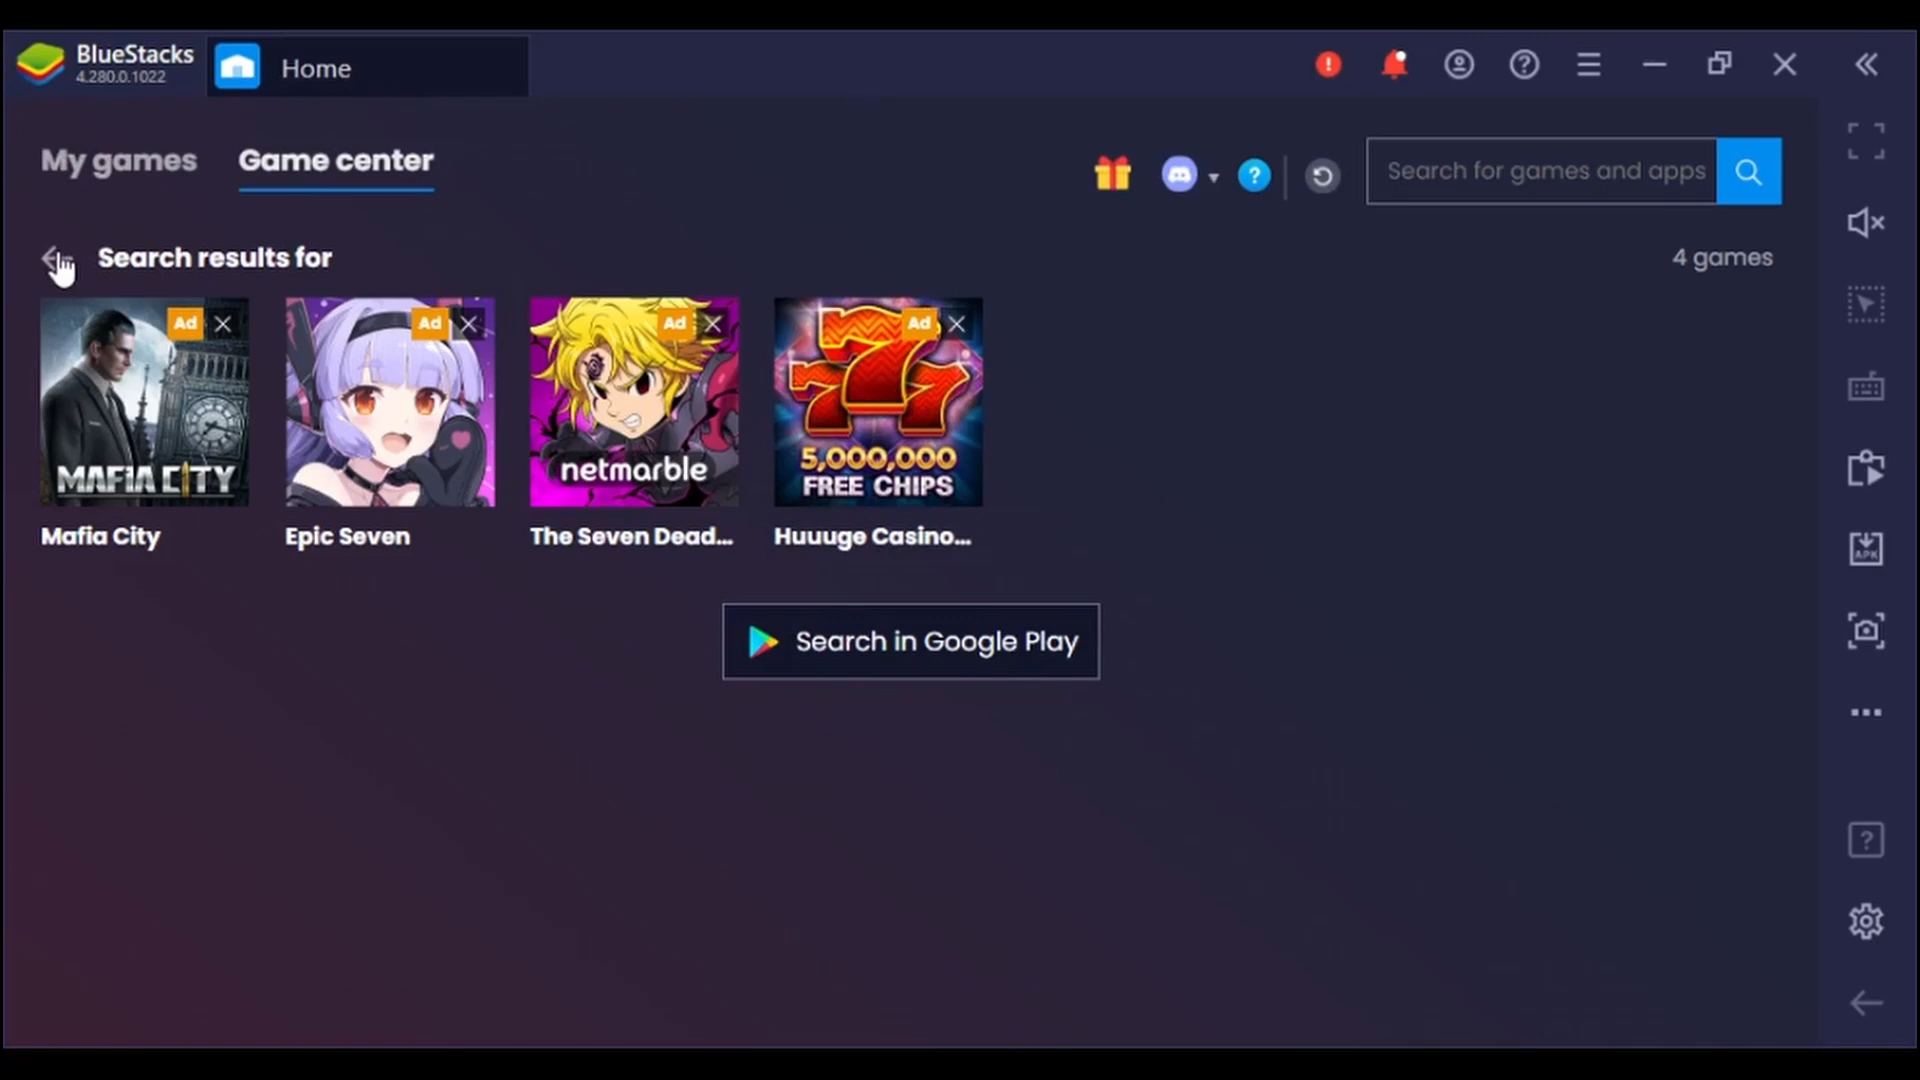 BlueStacks
4.280.0.1022
Home
My games
Game center
Search for games and apps
Search results for
4 games
Ad
Ad
Ad
Ad
MAFIA CITY
netmarble
777
5,000,000
FREE CHIPS
Mafia City
Epic Seven
The Seven Dead...
Huuuge Casino...
Search in Google Play
APK